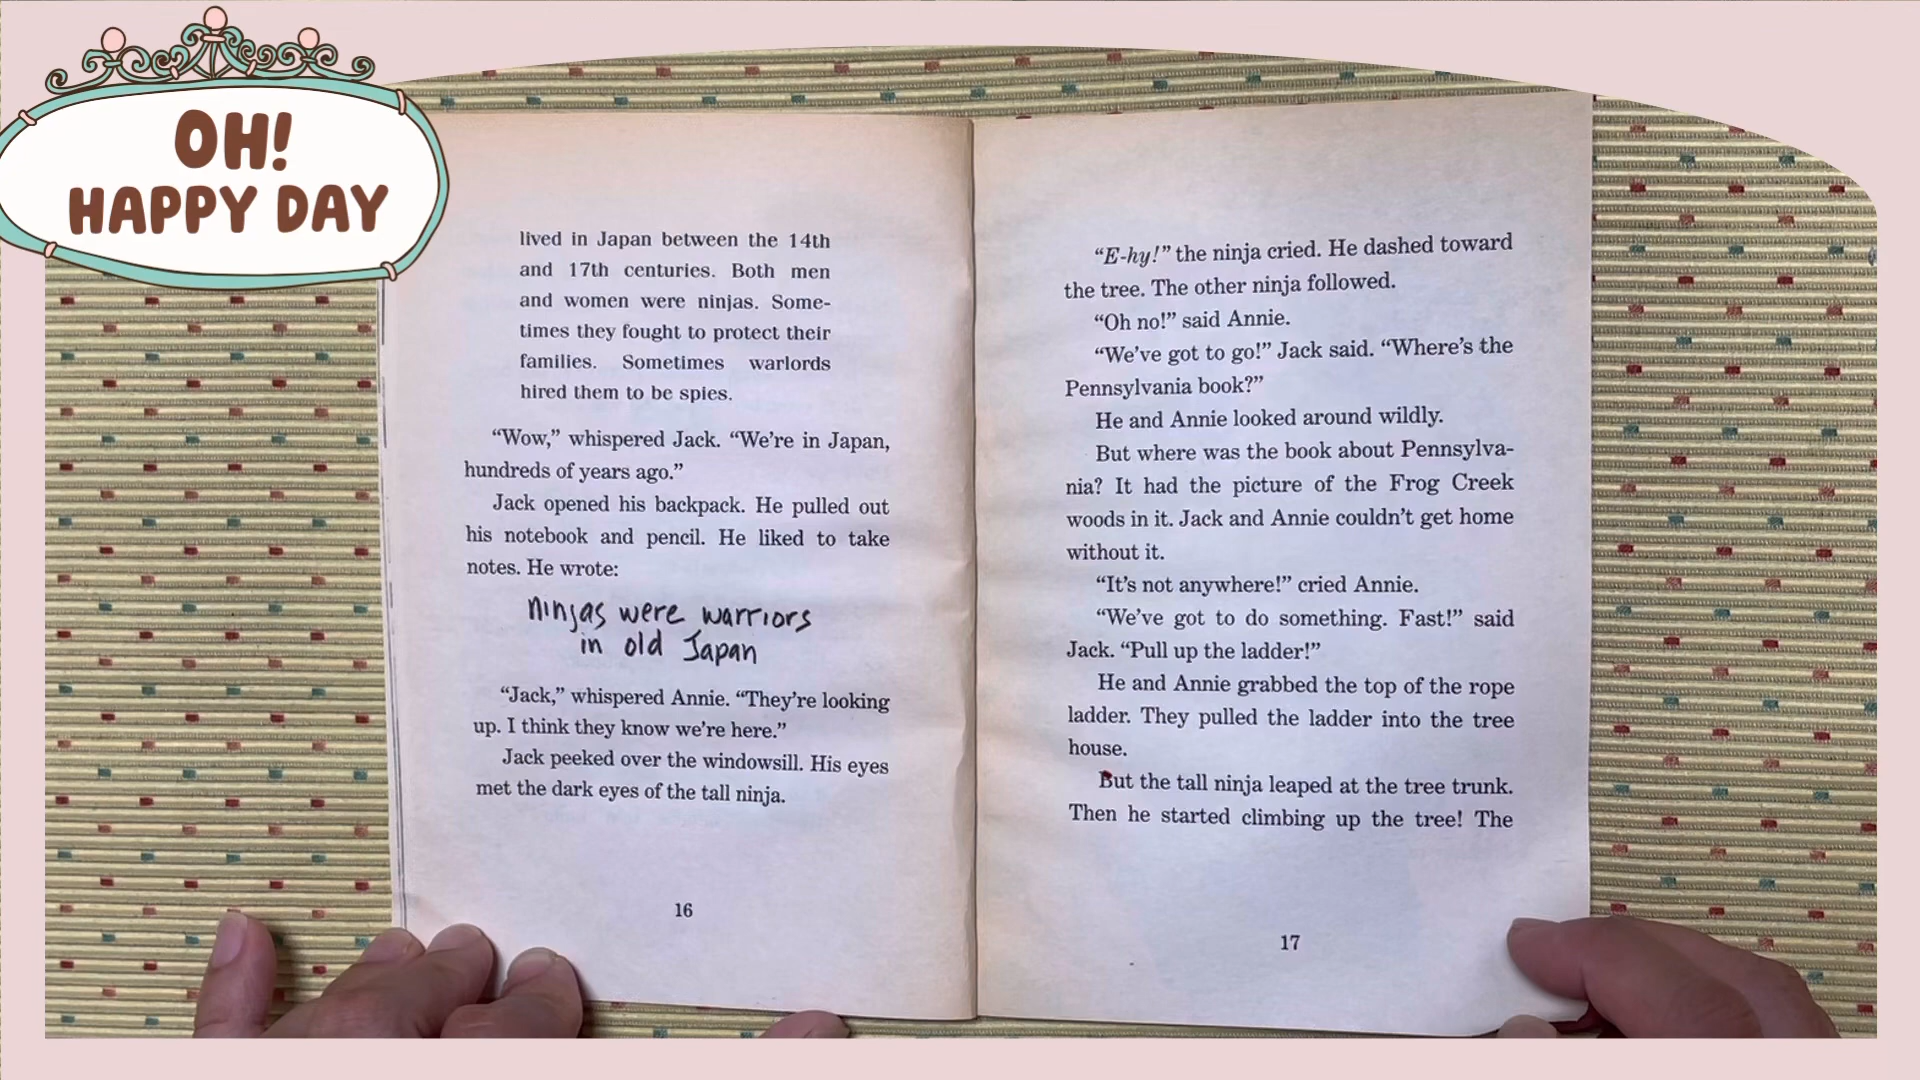 OH!
HAPPY DAY
lived in Japan between the 14th
and 17th centuries. Both men
and women were ninjas. Some-
times they fought to protect their
families. Sometimes warlords
hired them to be spies.
“Wow,” whispered Jack. “We’re in Japan,
hundreds of years ago.”
Jack opened his backpack. He pulled out
his notebook and pencil. He liked to take
notes. He wrote:
ninjas were warriors
in old Japan
“Jack,” whispered Annie. “They’re looking
up. I think they know we’re here.”
Jack peeked over the windowsill. His eyes
met the dark eyes of the tall ninja.
16
“E-hy!” the ninja cried. He dashed toward
the tree. The other ninja followed.
“Oh no!” said Annie.
“We’ve got to go!” Jack said. “Where’s the
Pennsylvania book?”
He and Annie looked around wildly.
But where was the book about Pennsylva-
nia? It had the picture of the Frog Creek
woods in it. Jack and Annie couldn’t get home
without it.
“It’s not anywhere!” cried Annie.
“We’ve got to do something. Fast!” said
Jack. “Pull up the ladder!”
He and Annie grabbed the top of the rope
ladder. They pulled the ladder into the tree
house.
But the tall ninja leaped at the tree trunk.
Then he started climbing up the tree! The
17